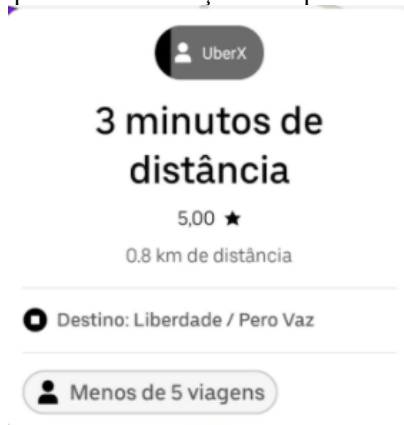 UberX
3 minutos de
distância
5,00 ★
0.8 km de distância
Destino: Liberdade / Pero Vaz
Menos de 5 viagens